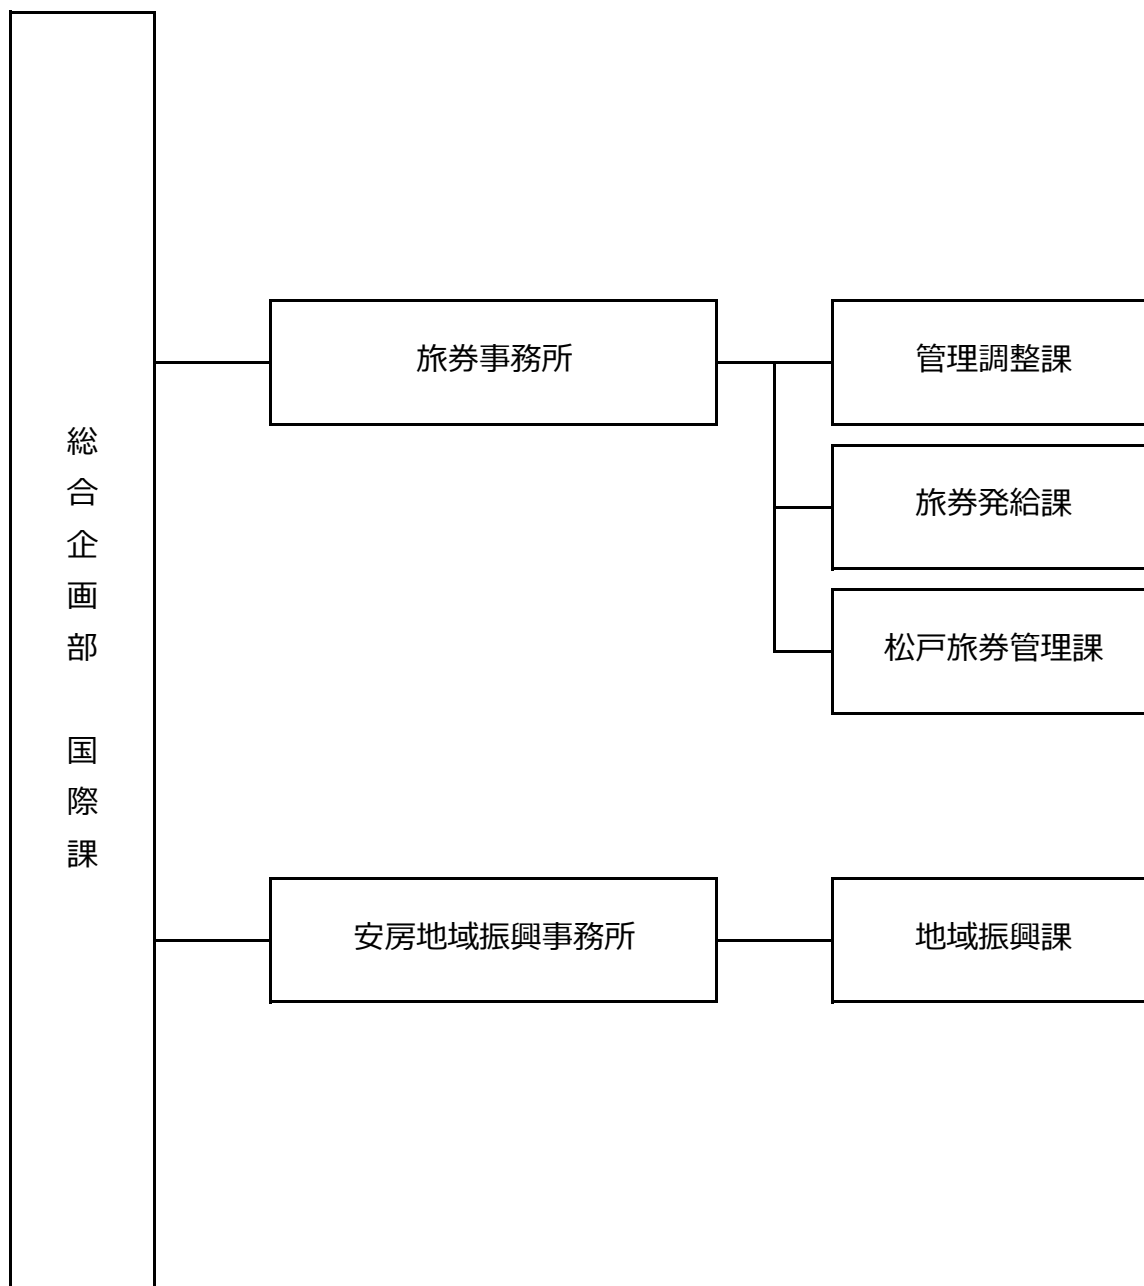 総合企画部　国際課
旅券事務所
管理調整課
旅券発給課
松戸旅券管理課
安房地域振興事務所
地域振興課